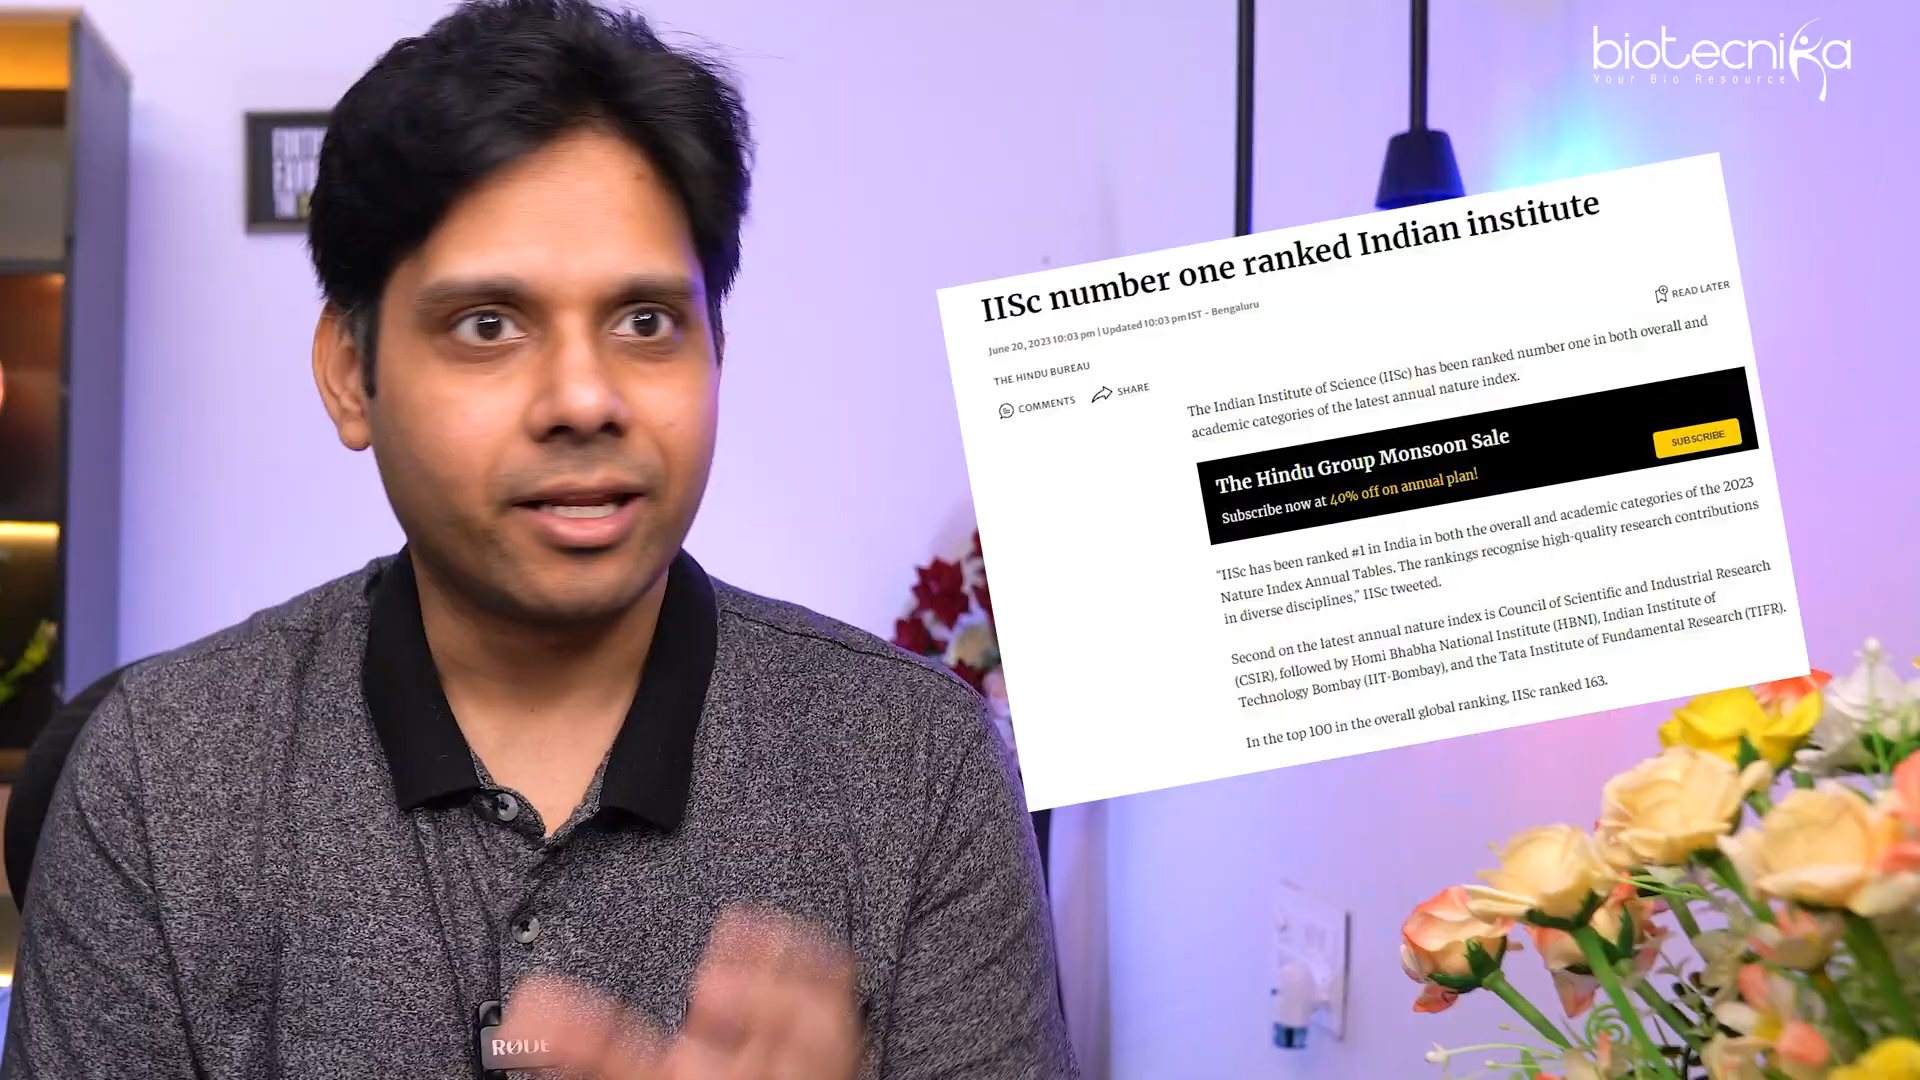 biotecnika
Your Bio Resource
IISc number one ranked Indian institute
June 20, 2023 10:03 pm | Updated 10:03 pm IST - Bengaluru
READ LATER
THE HINDU BUREAU
COMMENTS
SHARE
The Indian Institute of Science (IISc) has been ranked number one in both overall and
academic categories of the latest annual nature index.
The Hindu Group Monsoon Sale
Subscribe now at 40% off on annual plan!
SUBSCRIBE
“IISc has been ranked #1 in India in both the overall and academic categories of the 2023
Nature Index Annual Tables. The rankings recognise high-quality research contributions
in diverse disciplines,” IISc tweeted.
Second on the latest annual nature index is Council of Scientific and Industrial Research
(CSIR), followed by Homi Bhabha National Institute (HBNI), Indian Institute of
Technology Bombay (IIT-Bombay), and the Tata Institute of Fundamental Research (TIFR).
In the top 100 in the overall global ranking, IISc ranked 163.
RØDE